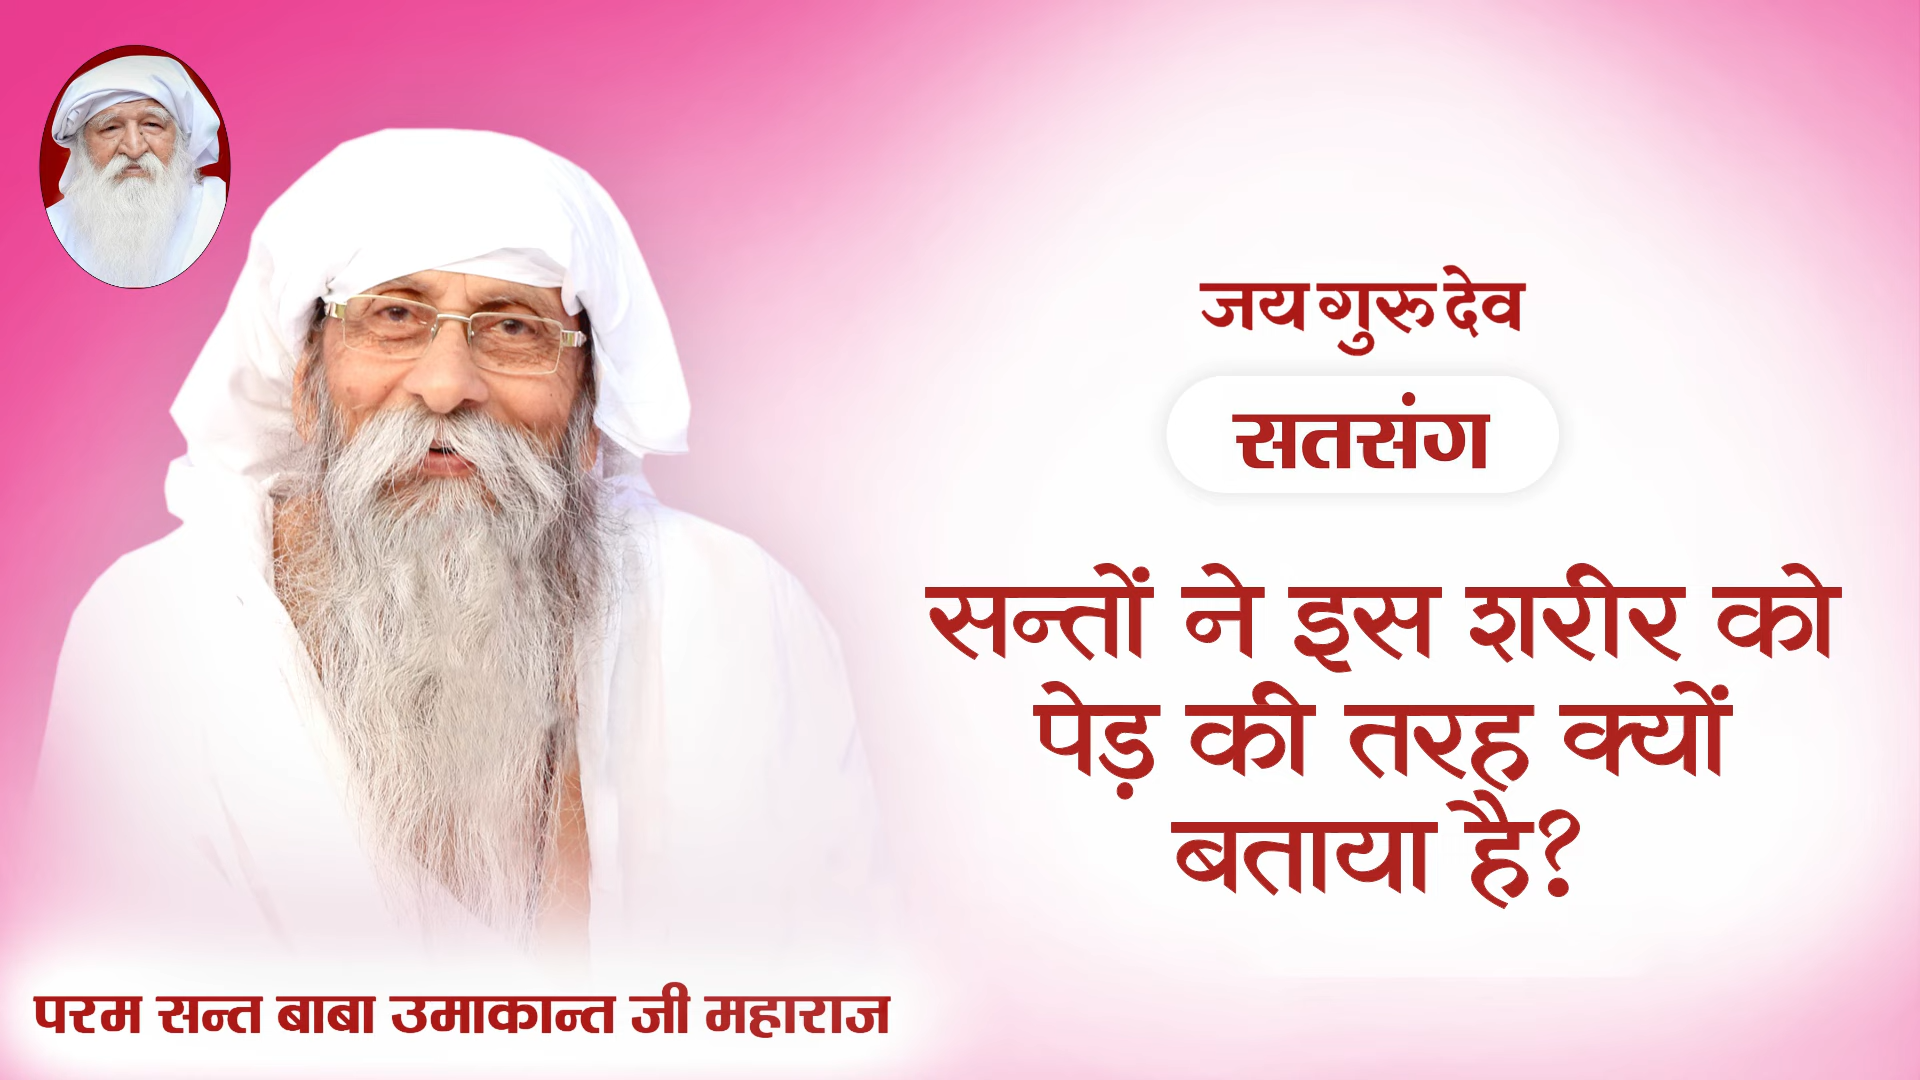 जय गुरु देव
सतसंग
सन्तों ने इस शरीर को
पेड़ की तरह क्यों
बताया है?
परम सन्त बाबा उमाकान्त जी महाराज